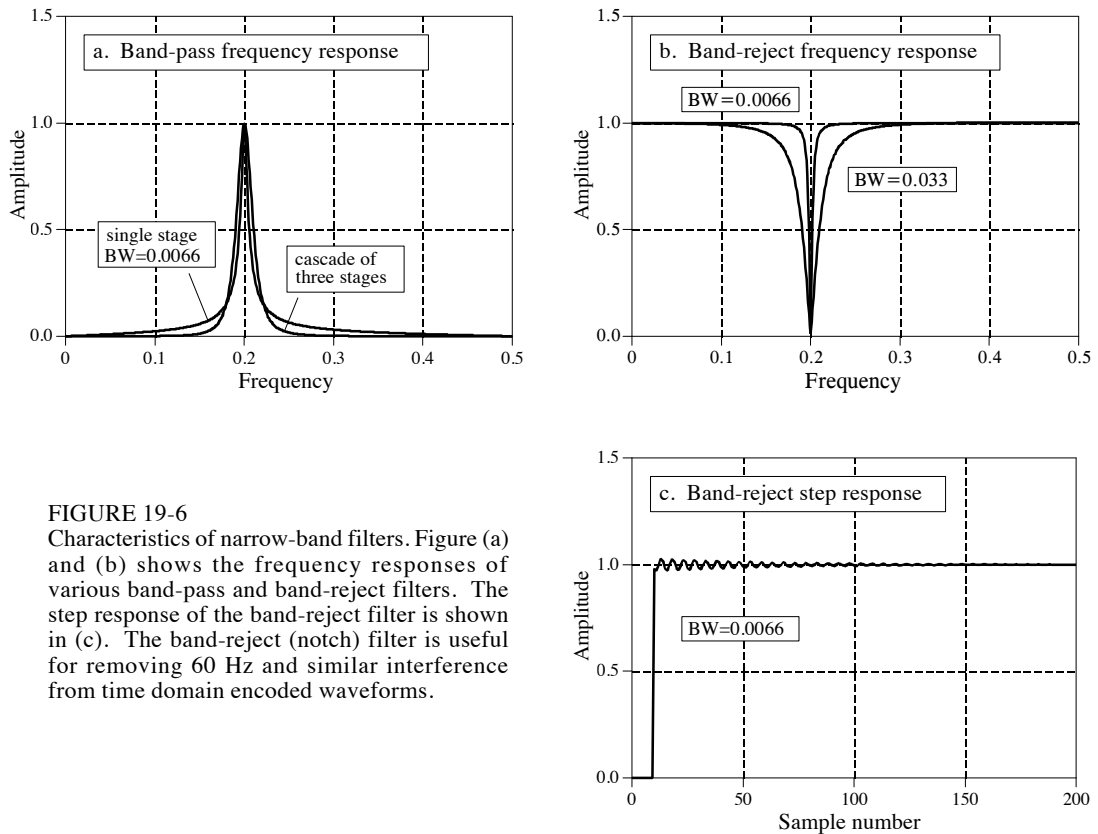 a. Band-pass frequency response
1.5
1.0
0.5
0.0
Amplitude
single stage
BW=0.0066
cascade of
three stages
0
0.1
0.2
0.3
0.4
0.5
Frequency
b. Band-reject frequency response
1.5
1.0
0.5
0.0
Amplitude
BW=0.0066
BW=0.033
0
0.1
0.2
0.3
0.4
0.5
Frequency
FIGURE 19-6
Characteristics of narrow-band filters. Figure (a)
and (b) shows the frequency responses of
various band-pass and band-reject filters. The
step response of the band-reject filter is shown
in (c). The band-reject (notch) filter is useful
for removing 60 Hz and similar interference
from time domain encoded waveforms.
c. Band-reject step response
1.5
1.0
0.5
0.0
Amplitude
BW=0.0066
0
50
100
150
200
Sample number